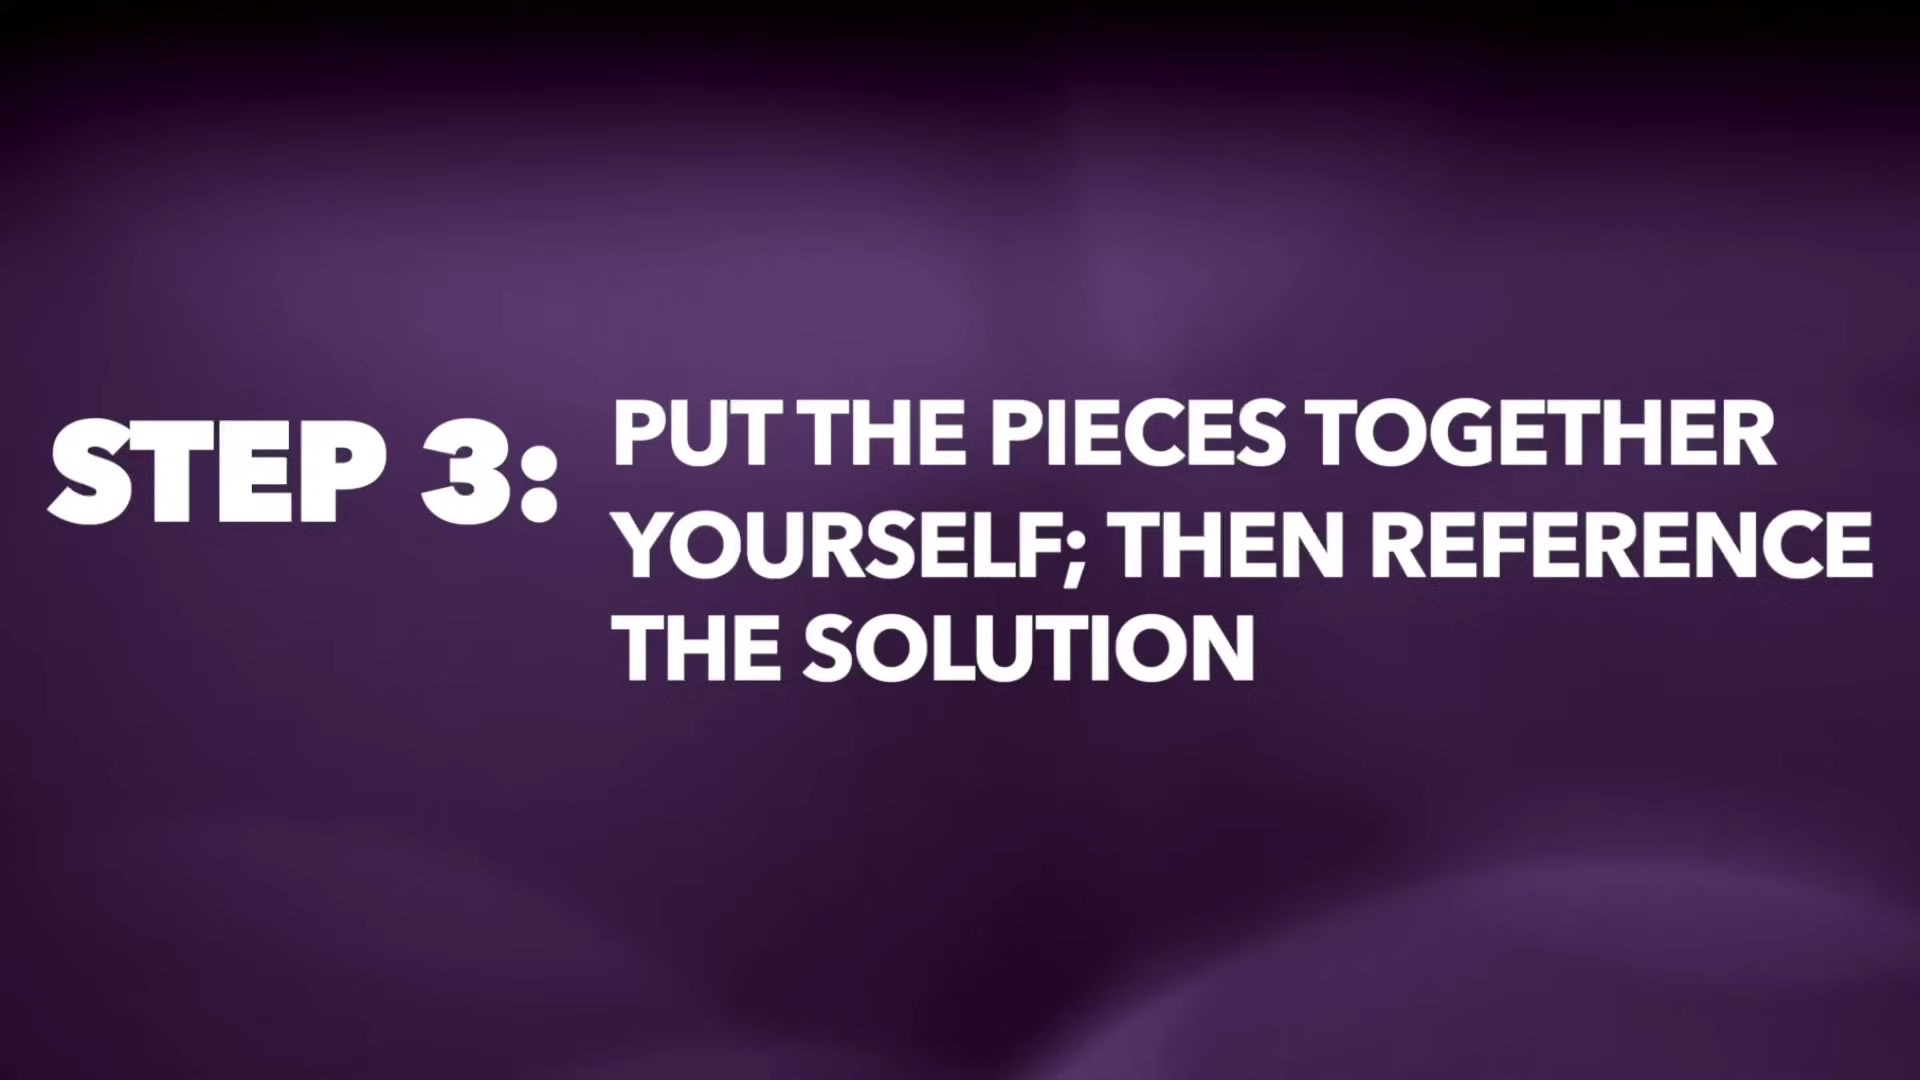 STEP 3:
PUT THE PIECES TOGETHER
YOURSELF; THEN REFERENCE
THE SOLUTION